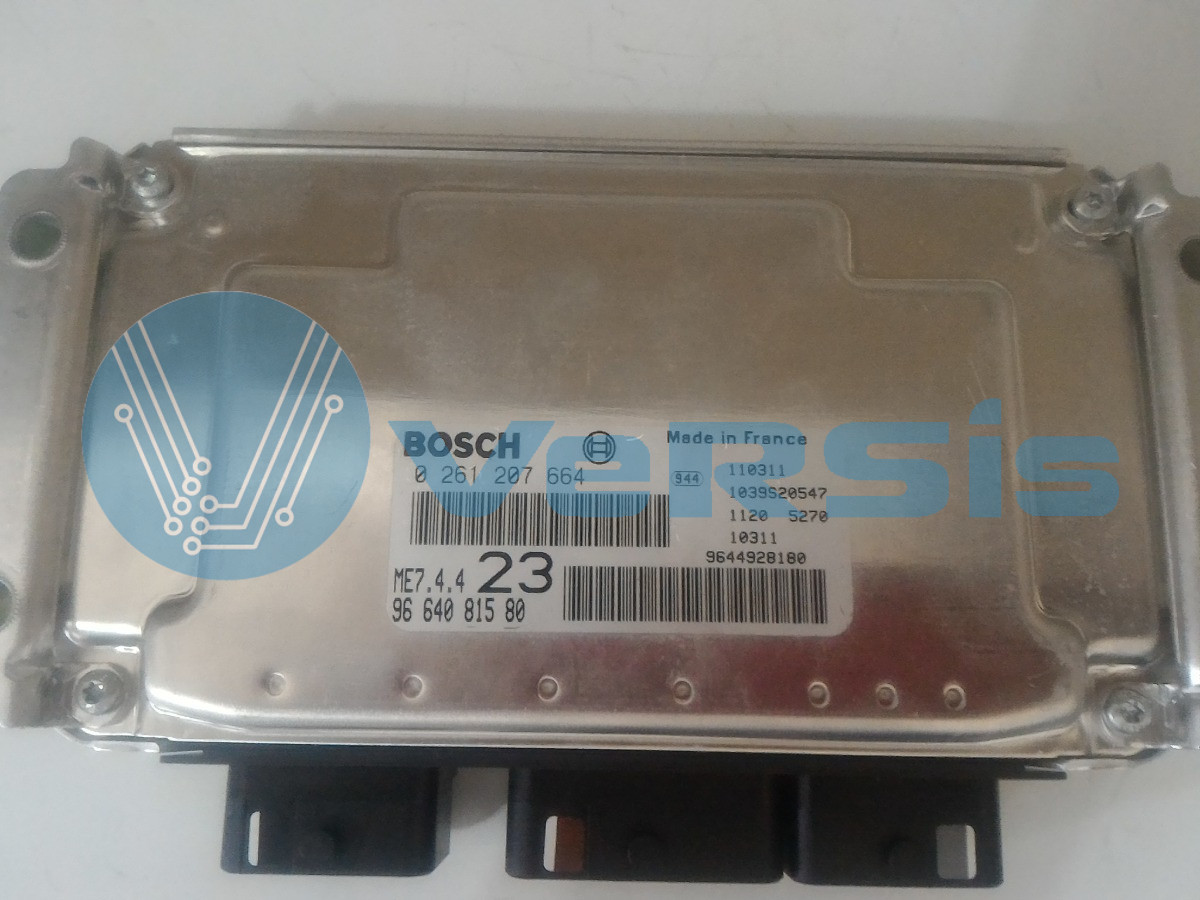 VerSis
BOSCH
Made in France
0 261 207 664
944
110311
1039S20547
1120 5270
10311
9644928180
ME7.4.4 23
96 640 815 80